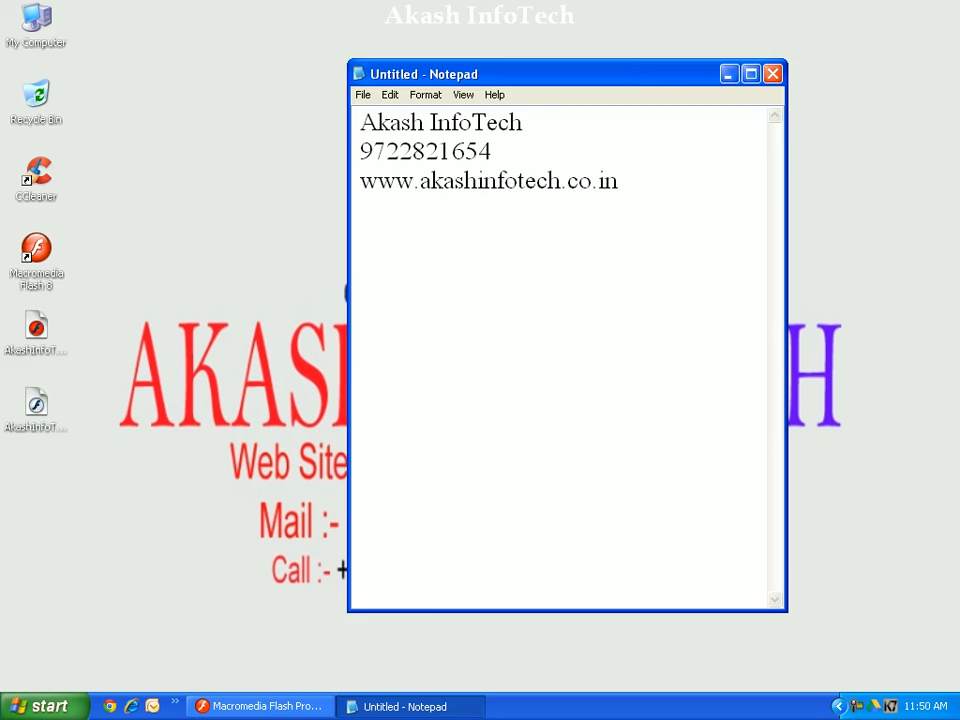 Akash InfoTech
My Computer
Recycle Bin
CCleaner
Macromedia
Flash 8
AkashInfoT...
AkashInfoT...
Untitled - Notepad
File Edit Format View Help
Akash InfoTech
9722821654
www.akashinfotech.co.in
AKASH
H
Web Site
Mail :-
Call :- +
start
Macromedia Flash Pro...
Untitled - Notepad
K7
11:50 AM